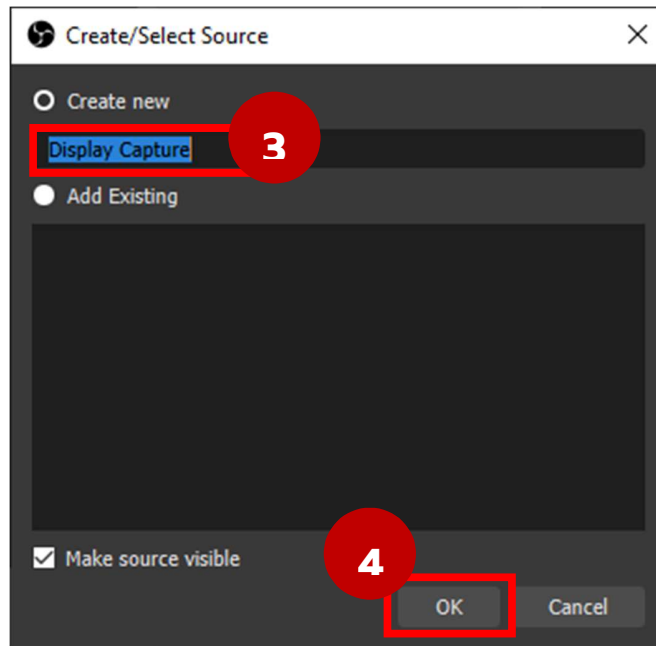 Create/Select Source
Create new
Display Capture
3
Add Existing
Make source visible
4
OK
Cancel